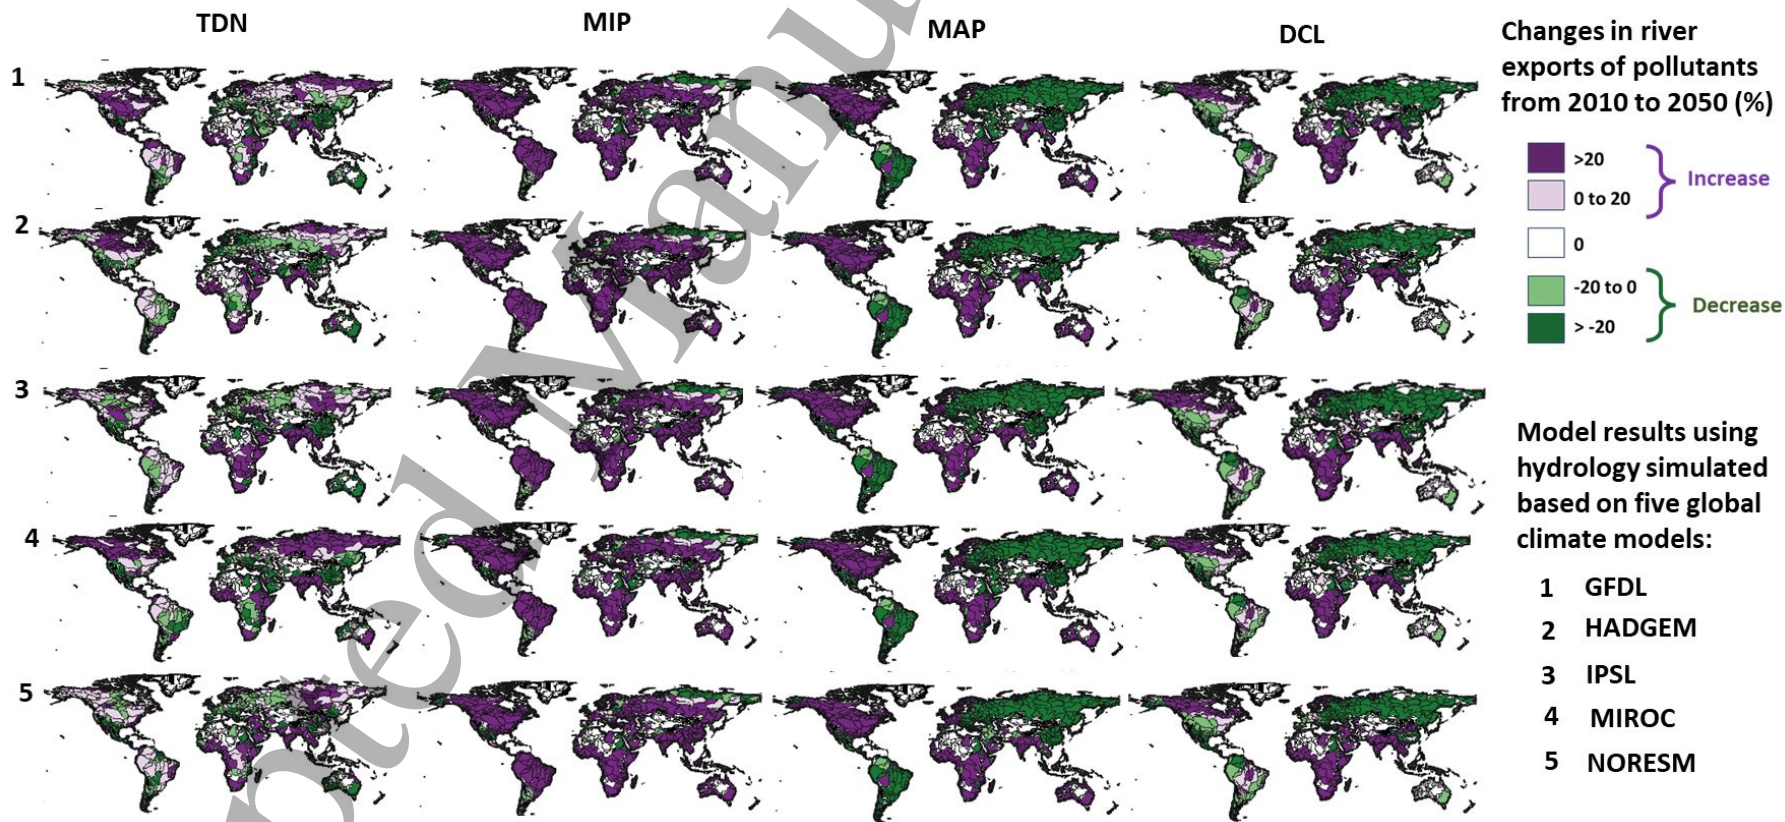 TDN MIP MAP DCL
1
2
3
4
5
Changes in river
exports of pollutants
from 2010 to 2050 (%)
>20
0 to 20
Increase
0
-20 to 0
> -20
Decrease
Model results using
hydrology simulated
based on five global
climate models:
1 GFDL
2 HADGEM
3 IPSL
4 MIROC
5 NORESM
pted Manu